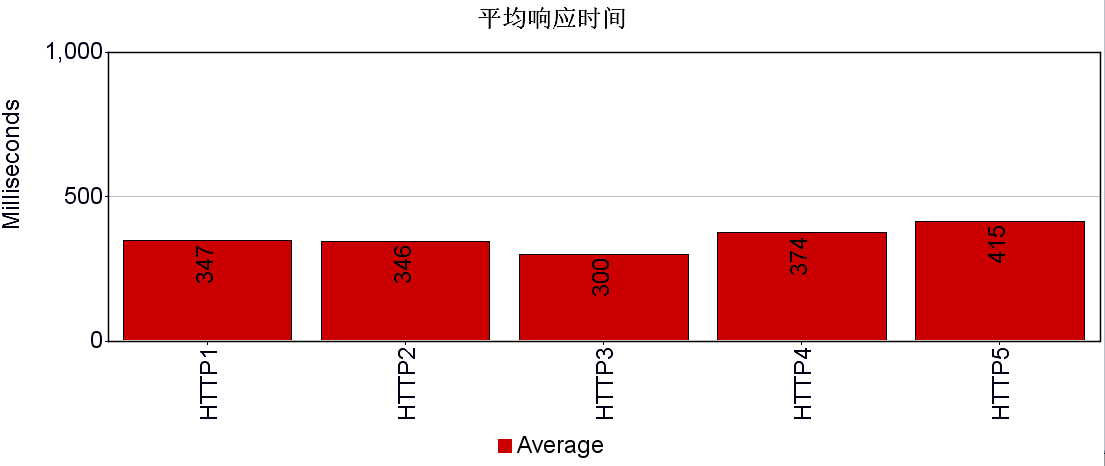 平均响应时间
Milliseconds
1,000
500
0
347
346
300
374
415
HTTP1
HTTP2
HTTP3
HTTP4
HTTP5
Average